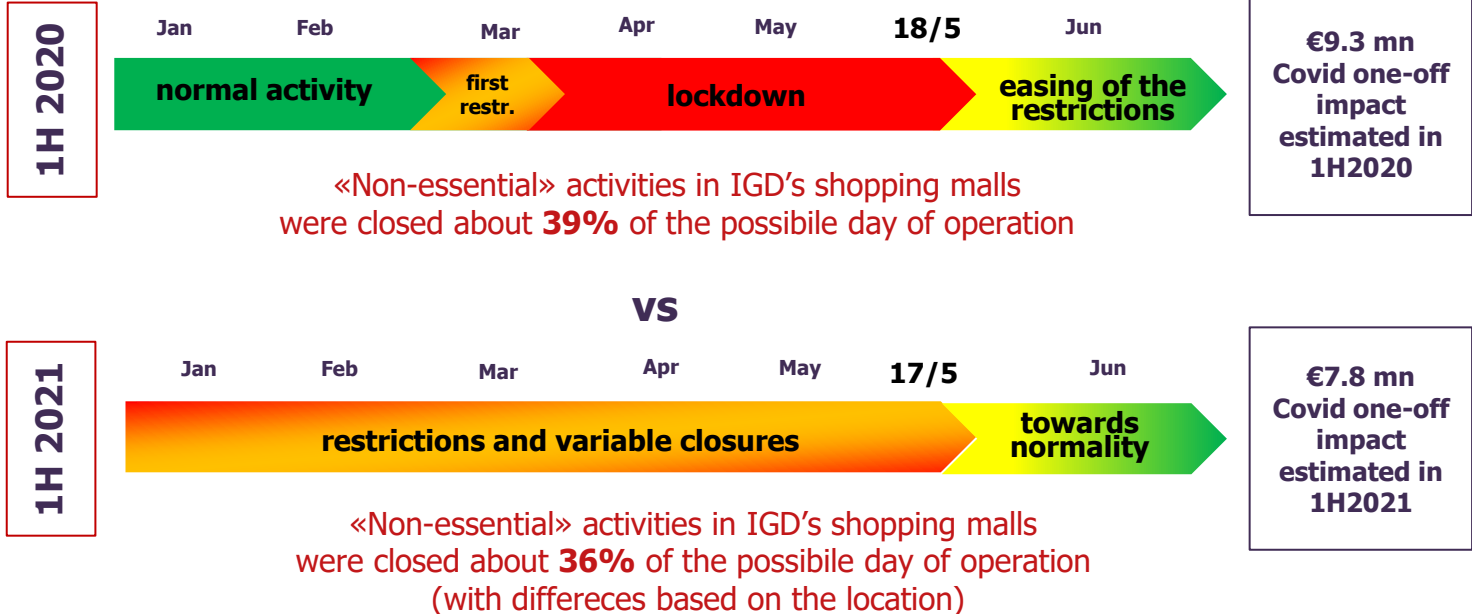 1H 2020
Jan Feb Mar Apr May 18/5 Jun
normal activity
first
restr.
lockdown
easing of the
restrictions
€9.3 mn
Covid one-off
impact
estimated in
1H2020
«Non-essential» activities in IGD’s shopping malls
were closed about 39% of the possibile day of operation
vs
1H 2021
Jan Feb Mar Apr May 17/5 Jun
restrictions and variable closures
towards
normality
€7.8 mn
Covid one-off
impact
estimated in
1H2021
«Non-essential» activities in IGD’s shopping malls
were closed about 36% of the possibile day of operation
(with differeces based on the location)